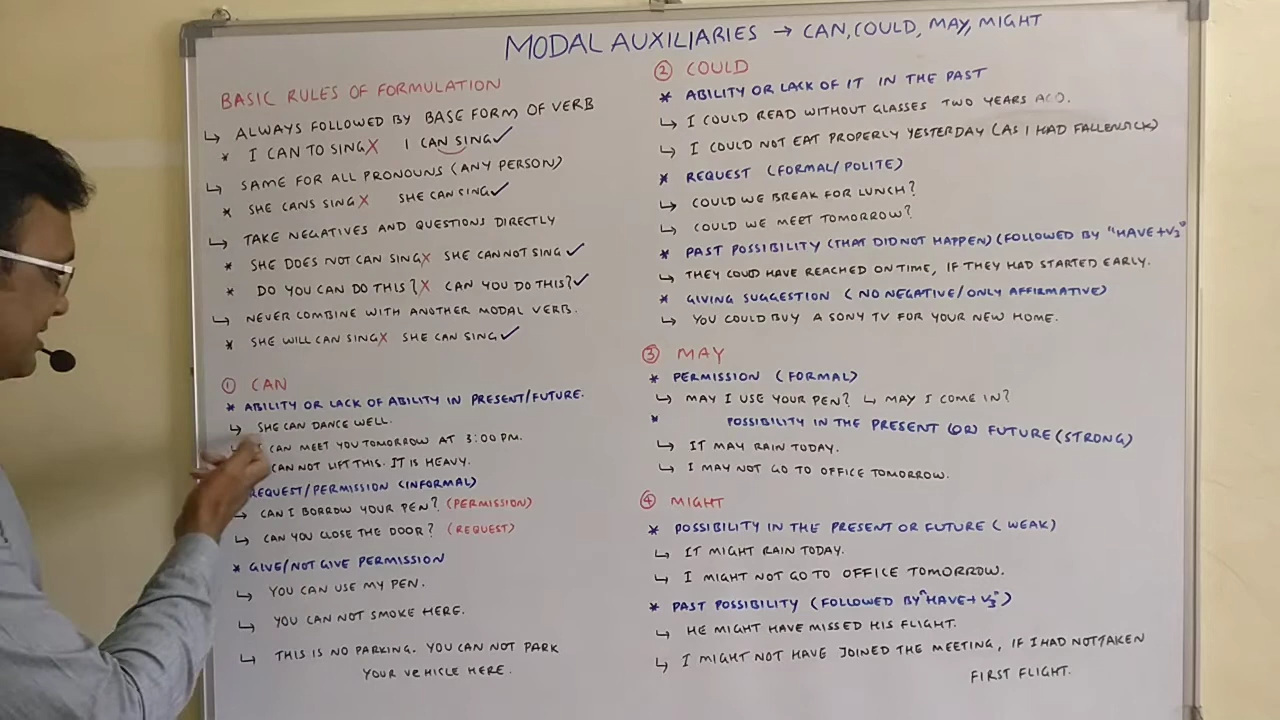 MODAL AUXILIARIES → CAN, COULD, MAY, MIGHT
BASIC RULES OF FORMULATION
↳ ALWAYS FOLLOWED BY BASE FORM OF VERB
* I CAN TO SING✗ I CAN SING✓
↳ SAME FOR ALL PRONOUNS (ANY PERSON)
* SHE CANS SING✗ SHE CAN SING✓
↳ TAKE NEGATIVES AND QUESTIONS DIRECTLY
* SHE DOES NOT CAN SING✗ SHE CANNOT SING✓
* DO YOU CAN DO THIS?✗ CAN YOU DO THIS?✓
↳ NEVER COMBINE WITH ANOTHER MODAL VERB.
* SHE WILL CAN SING✗ SHE CAN SING✓
① CAN
* ABILITY OR LACK OF ABILITY IN PRESENT/FUTURE.
↳ SHE CAN DANCE WELL.
CAN MEET YOU TOMORROW AT 3:00 PM.
CAN NOT LIFT THIS. IT IS HEAVY.
REQUEST/PERMISSION (INFORMAL)
↳ CAN I BORROW YOUR PEN? (PERMISSION)
↳ CAN YOU CLOSE THE DOOR? (REQUEST)
* GIVE/NOT GIVE PERMISSION
↳ YOU CAN USE MY PEN.
↳ YOU CAN NOT SMOKE HERE.
↳ THIS IS NO PARKING. YOU CAN NOT PARK
YOUR VEHICLE HERE.
② COULD
* ABILITY OR LACK OF IT IN THE PAST
↳ I COULD READ WITHOUT GLASSES TWO YEARS AGO.
↳ I COULD NOT EAT PROPERLY YESTERDAY (AS I HAD FALLEN SICK)
* REQUEST (FORMAL/POLITE)
↳ COULD WE BREAK FOR LUNCH?
↳ COULD WE MEET TOMORROW?
* PAST POSSIBILITY (THAT DID NOT HAPPEN) (FOLLOWED BY "HAVE+V3"
↳ THEY COULD HAVE REACHED ON TIME, IF THEY HAD STARTED EARLY.
* GIVING SUGGESTION (NO NEGATIVE/ONLY AFFIRMATIVE)
↳ YOU COULD BUY A SONY TV FOR YOUR NEW HOME.
③ MAY
* PERMISSION (FORMAL)
↳ MAY I USE YOUR PEN? ↳ MAY I COME IN?
* POSSIBILITY IN THE PRESENT (OR) FUTURE (STRONG)
↳ IT MAY RAIN TODAY.
↳ I MAY NOT GO TO OFFICE TOMORROW.
④ MIGHT
* POSSIBILITY IN THE PRESENT OR FUTURE (WEAK)
↳ IT MIGHT RAIN TODAY.
↳ I MIGHT NOT GO TO OFFICE TOMORROW.
* PAST POSSIBILITY (FOLLOWED BY "HAVE+V3")
↳ HE MIGHT HAVE MISSED HIS FLIGHT.
↳ I MIGHT NOT HAVE JOINED THE MEETING, IF I HAD NOT TAKEN
FIRST FLIGHT.